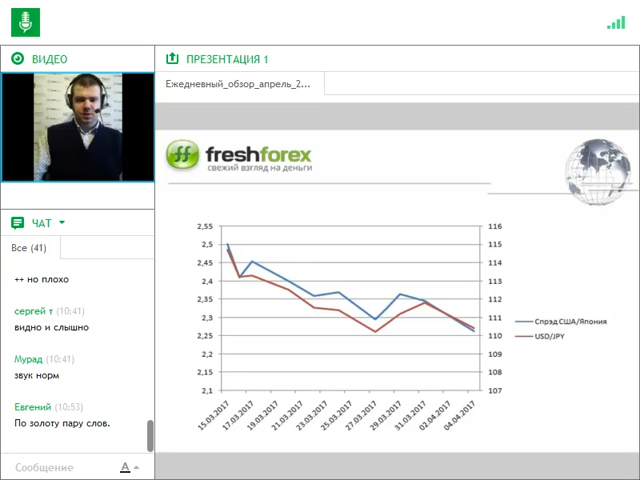 ВИДЕО
ПРЕЗЕНТАЦИЯ 1
Ежедневный_обзор_апрель_2...
ff freshforex
свежий взгляд на деньги
ЧАТ
Все (41)
++ но плохо
сергей т (10:41)
видно и слышно
Мурад (10:41)
звук норм
Евгений (10:53)
По золоту пару слов.
Сообщение
A
2,55
2,5
2,45
2,4
2,35
2,3
2,25
2,2
2,15
2,1
116
115
114
113
112
111
110
109
108
107
15.03.2017
17.03.2017
19.03.2017
21.03.2017
23.03.2017
25.03.2017
27.03.2017
29.03.2017
31.03.2017
02.04.2017
04.04.2017
Спрэд США/Япония
USD/JPY